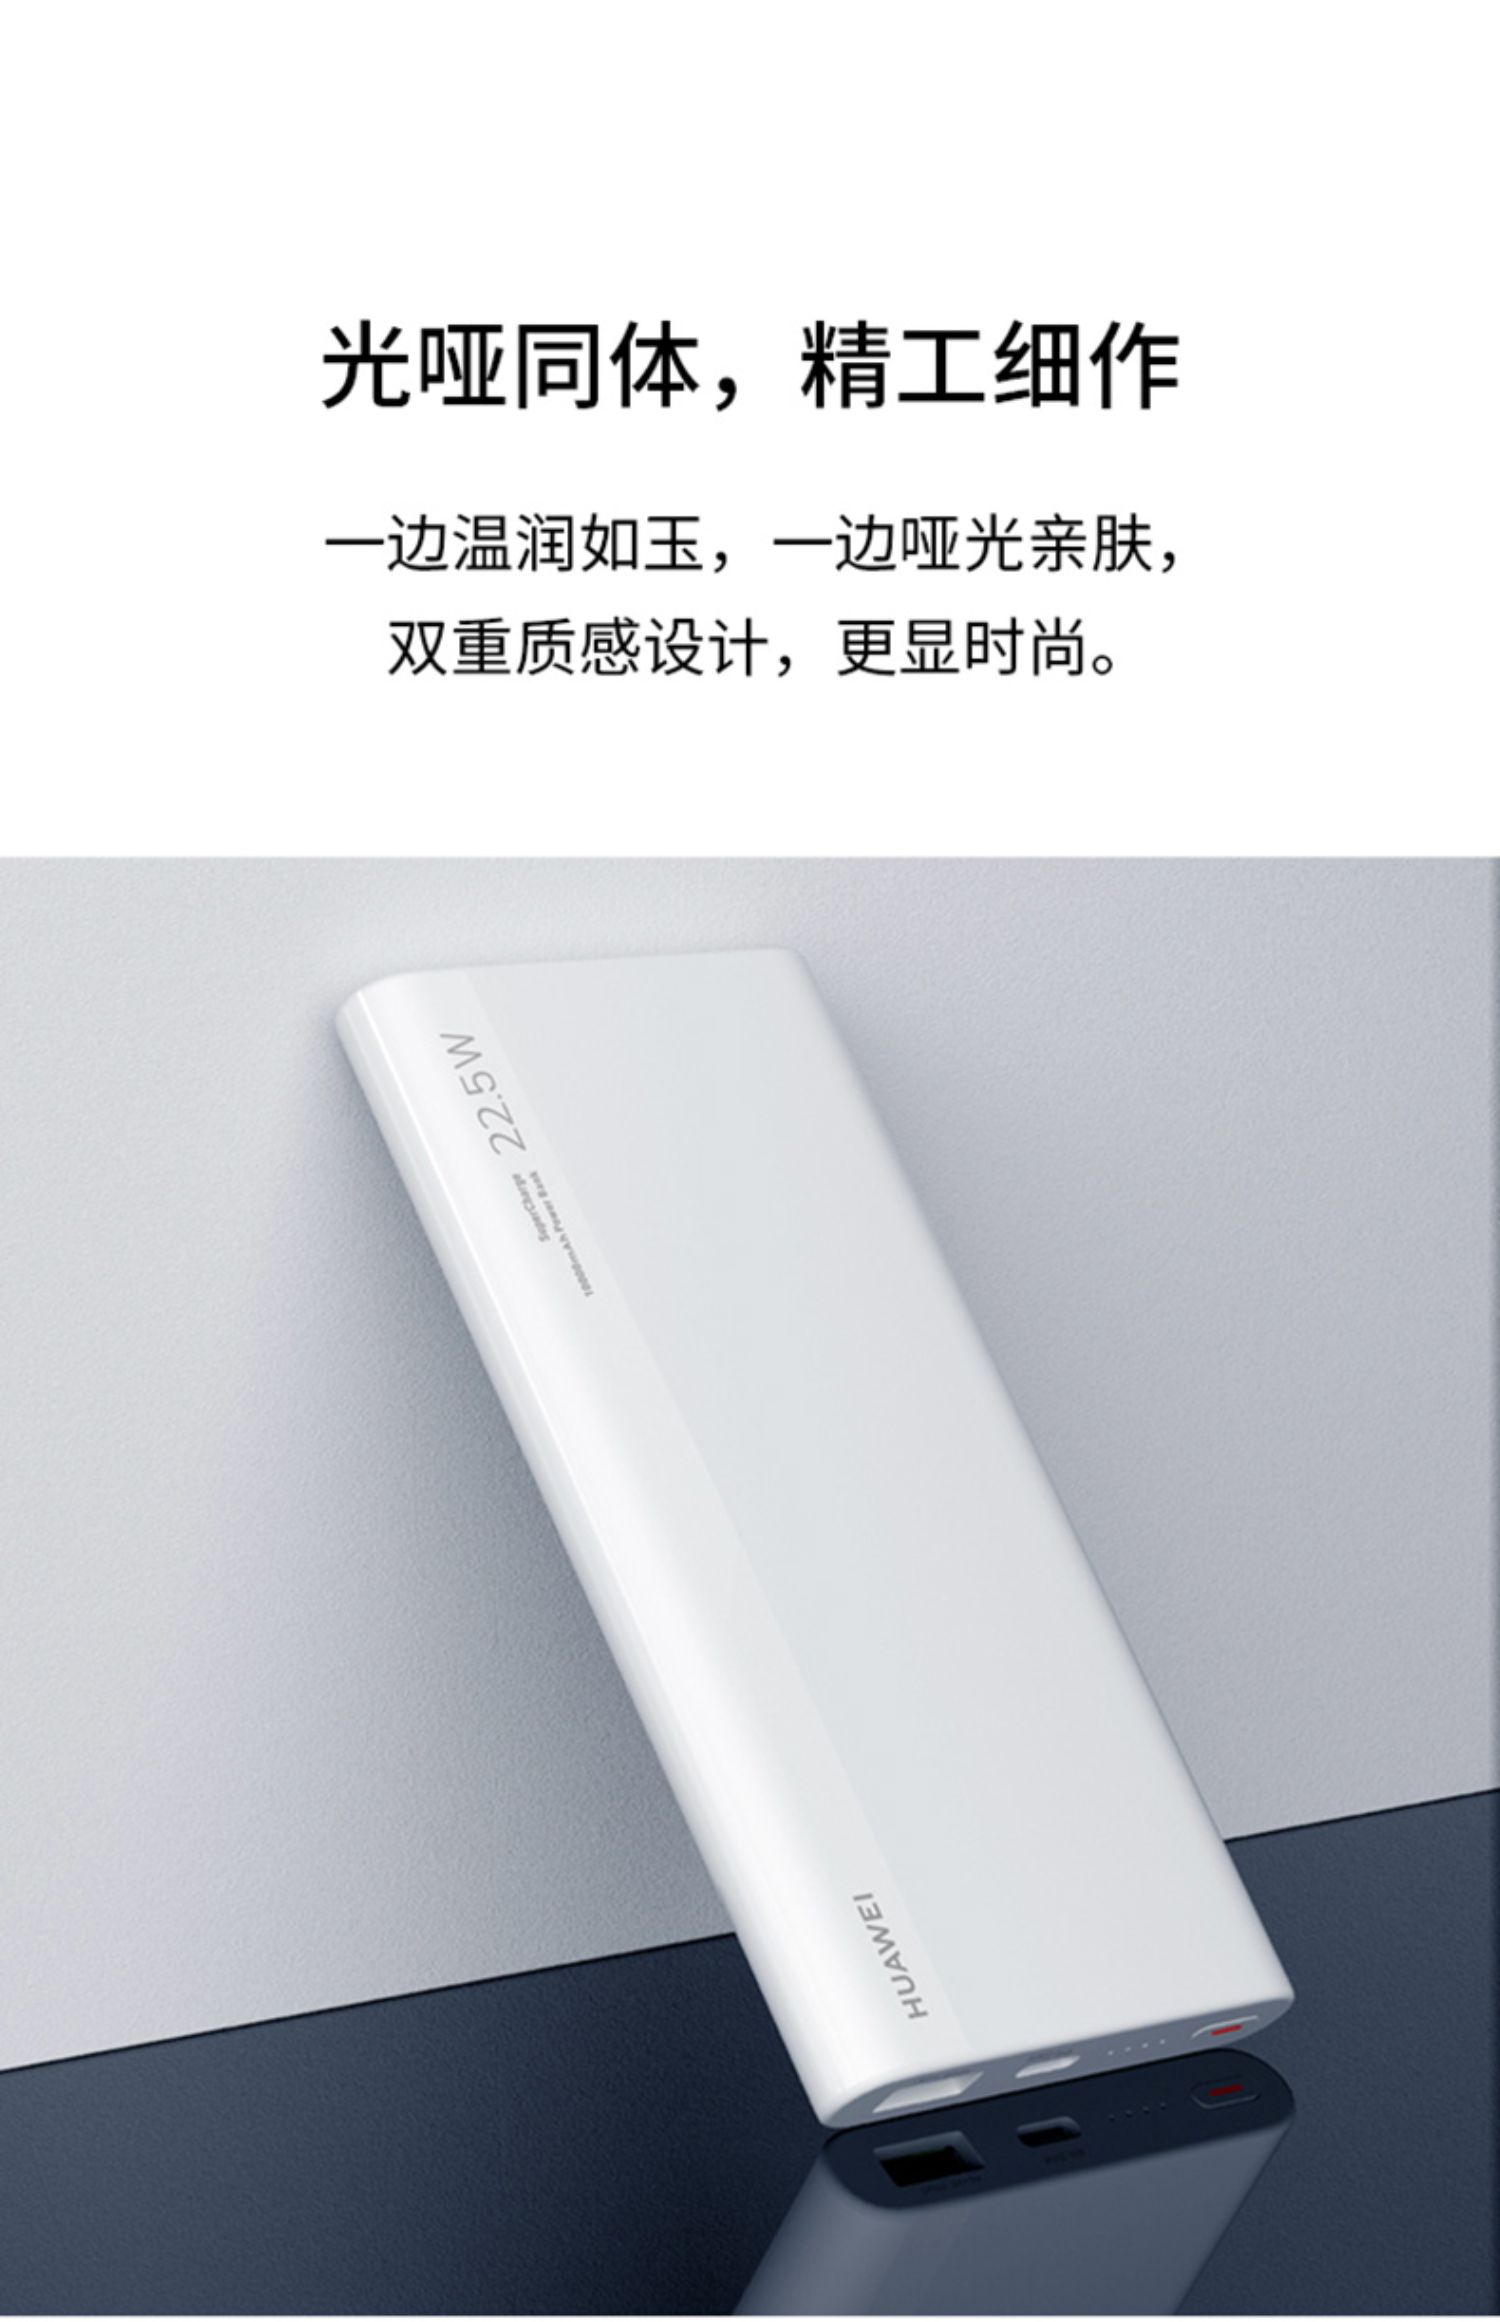 光哑同体，精工细作
一边温润如玉，一边哑光亲肤，
双重质感设计，更显时尚。
22.5W
SuperCharge
10000mAh Power Bank
HUAWEI